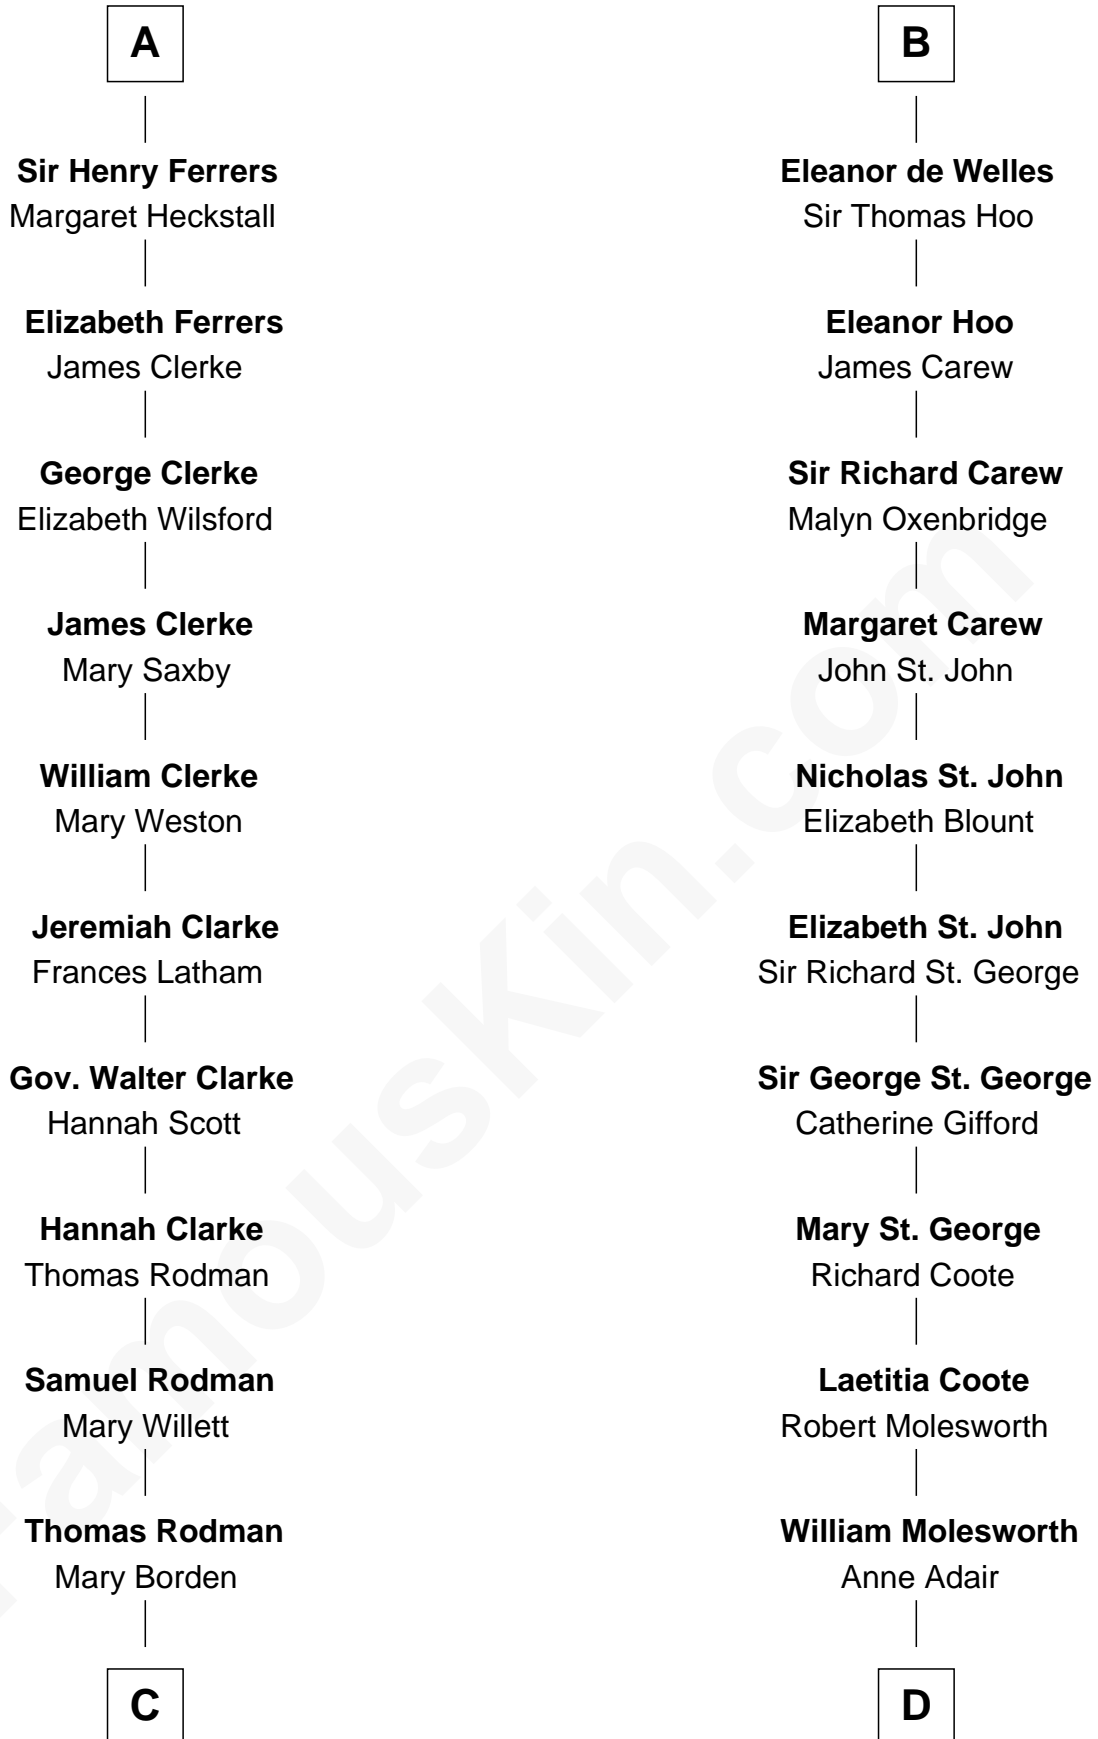 A
Sir Henry Ferrers
Margaret Heckstall
Elizabeth Ferrers
James Clerke
George Clerke
Elizabeth Wilsford
James Clerke
Mary Saxby
William Clerke
Mary Weston
Jeremiah Clarke
Frances Latham
Gov. Walter Clarke
Hannah Scott
Hannah Clarke
Thomas Rodman
Samuel Rodman
Mary Willett
Thomas Rodman
Mary Borden
C
B
Eleanor de Welles
Sir Thomas Hoo
Eleanor Hoo
James Carew
Sir Richard Carew
Malyn Oxenbridge
Margaret Carew
John St. John
Nicholas St. John
Elizabeth Blount
Elizabeth St. John
Sir Richard St. George
Sir George St. George
Catherine Gifford
Mary St. George
Richard Coote
Laetitia Coote
Robert Molesworth
William Molesworth
Anne Adair
D
FamousKin.com